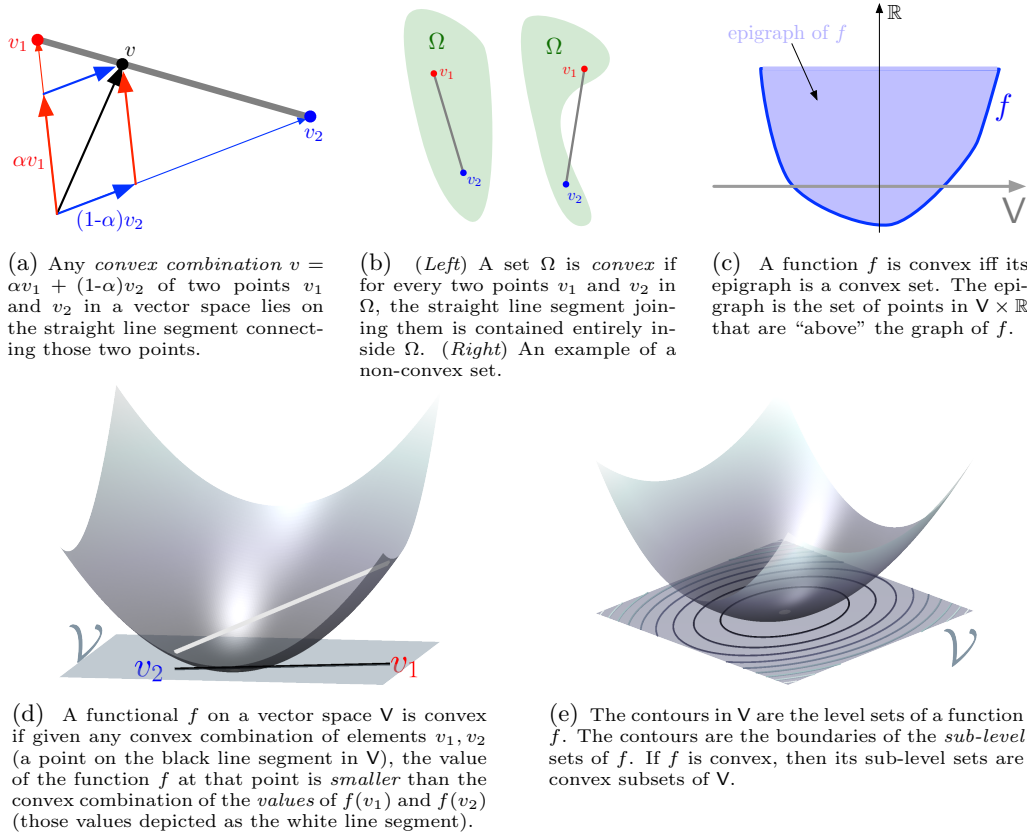 v₁
v
v₂
αv₁
(1-α)v₂
Ω
v₁
v₂
Ω
v₁
v₂
ℝ
epigraph of f
f
V
(a) Any convex combination v =
αv₁ + (1-α)v₂ of two points v₁
and v₂ in a vector space lies on
the straight line segment connect-
ing those two points.
(b) (Left) A set Ω is convex if
for every two points v₁ and v₂ in
Ω, the straight line segment join-
ing them is contained entirely in-
side Ω. (Right) An example of a
non-convex set.
(c) A function f is convex iff its
epigraph is a convex set. The epi-
graph is the set of points in V × ℝ
that are “above” the graph of f.
V
v₂
v₁
V
(d) A functional f on a vector space V is convex
if given any convex combination of elements v₁, v₂
(a point on the black line segment in V), the value
of the function f at that point is smaller than the
convex combination of the values of f(v₁) and f(v₂)
(those values depicted as the white line segment).
(e) The contours in V are the level sets of a function
f. The contours are the boundaries of the sub-level
sets of f. If f is convex, then its sub-level sets are
convex subsets of V.